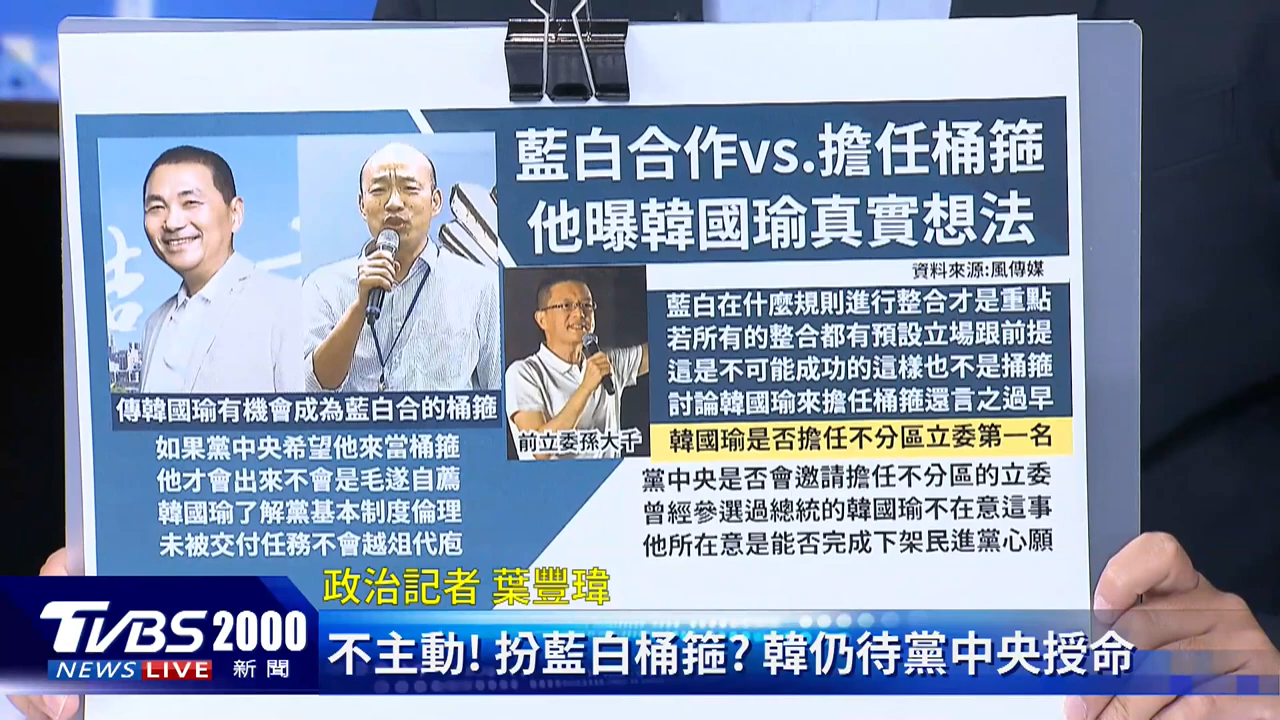 藍白合作vs.擔任桶箍
他曝韓國瑜真實想法
資料來源:風傳媒
傳韓國瑜有機會成為藍白合的桶箍
如果黨中央希望他來當桶箍
他才會出來不會是毛遂自薦
韓國瑜了解黨基本制度倫理
未被交付任務不會越俎代庖
前立委孫大千
藍白在什麼規則進行整合才是重點
若所有的整合都有預設立場跟前提
這是不可能成功的這樣也不是捅箍
討論韓國瑜來擔任桶箍還言之過早
韓國瑜是否擔任不分區立委第一名
黨中央是否會邀請擔任不分區的立委
曾經參選過總統的韓國瑜不在意這事
他所在意是能否完成下架民進黨心願
政治記者 葉豐瑋
TVBS 2000
NEWS LIVE 新聞
不主動! 扮藍白桶箍? 韓仍待黨中央授命